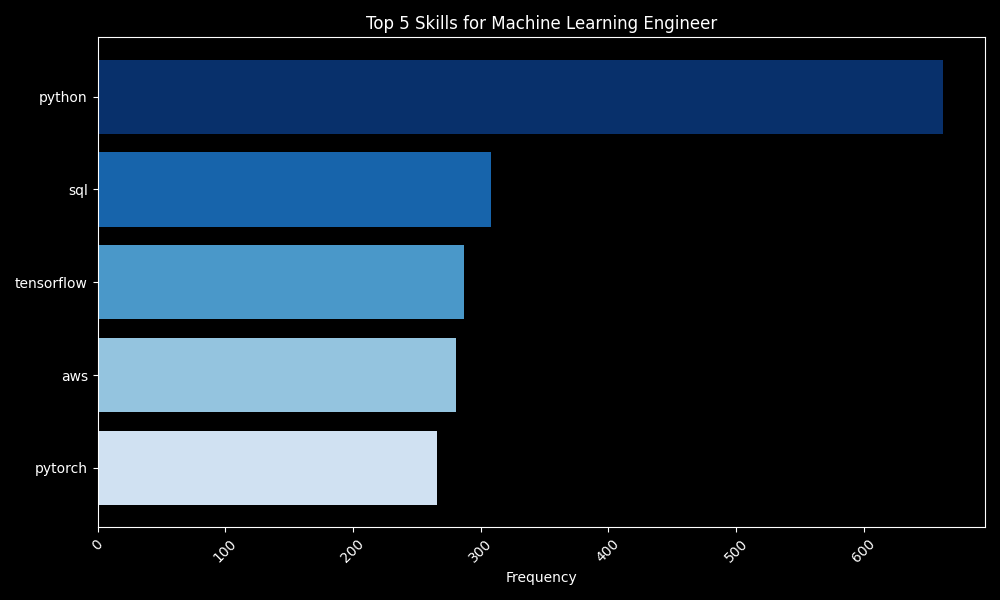 Top 5 Skills for Machine Learning Engineer
python
sql
tensorflow
aws
pytorch
0 100 200 300 400 500 600
Frequency